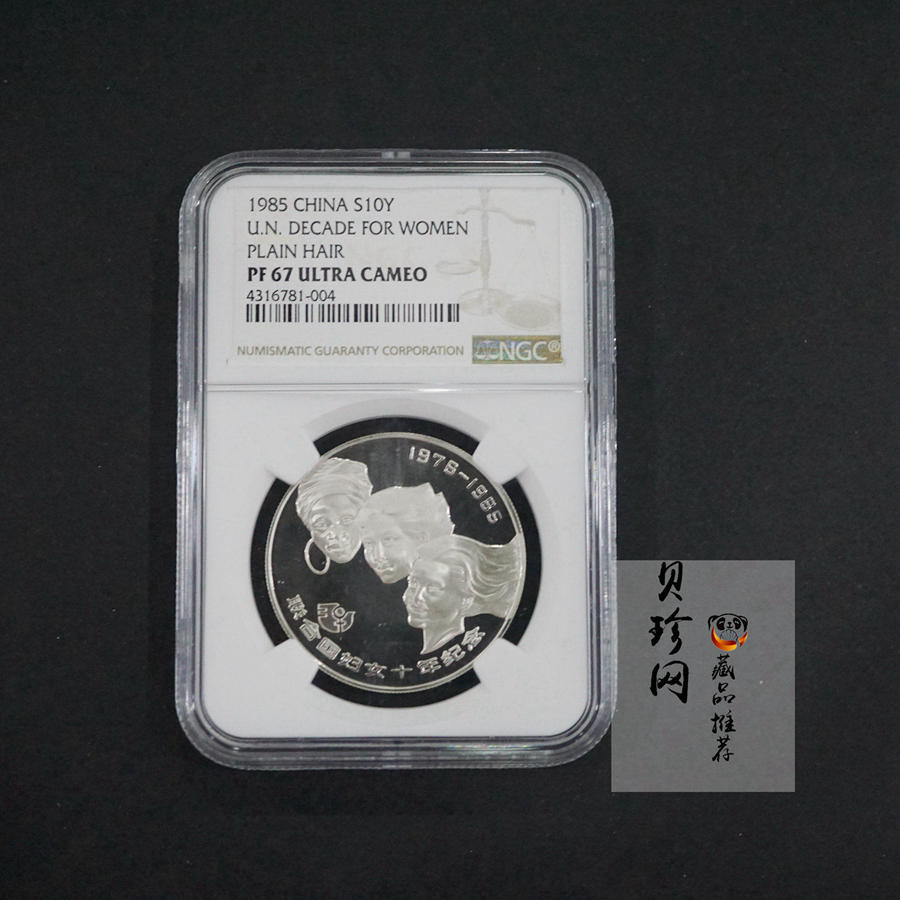 1985 CHINA S10Y
U.N. DECADE FOR WOMEN
PLAIN HAIR
PF 67 ULTRA CAMEO
4316781-004
NUMISMATIC GUARANTY CORPORATION NGC®
1976-1985
联合国妇女十年纪念
贝珍网
藏品推荐